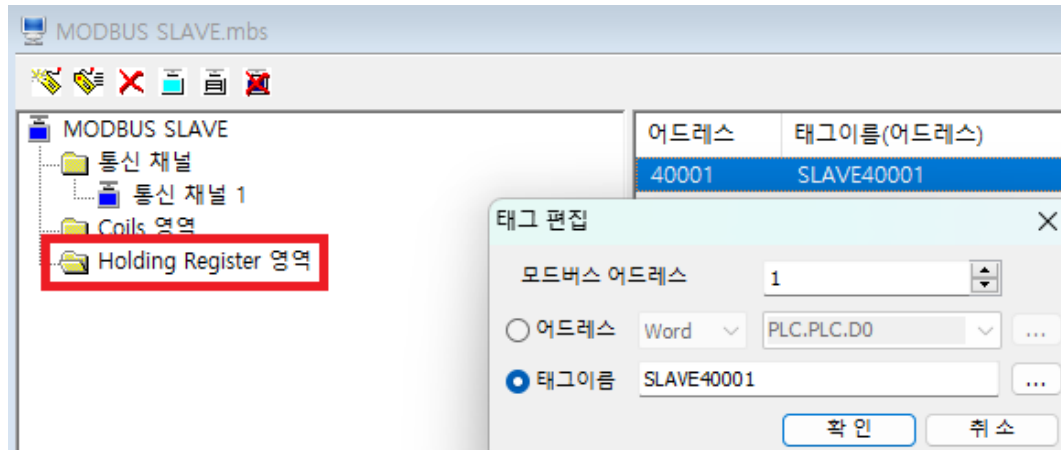 MODBUS SLAVE.mbs
MODBUS SLAVE
통신 채널
통신 채널 1
Coils 영역
Holding Register 영역
어드레스 태그이름(어드레스)
40001 SLAVE40001
태그 편집
모드버스 어드레스 1
어드레스 Word PLC.PLC.D0 ...
태그이름 SLAVE40001 ...
확 인 취 소